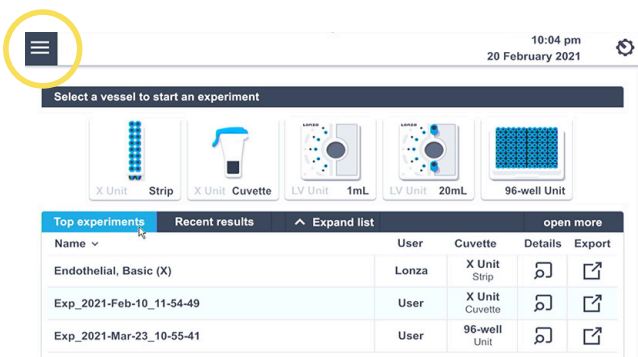 10:04 pm
20 February 2021
Select a vessel to start an experiment
X Unit Strip
X Unit Cuvette
Lonza
LV Unit 1mL
Lonza
LV Unit 20mL
96-well Unit
Top experiments Recent results Expand list open more
Name User Cuvette Details Export
Endothelial, Basic (X) Lonza X Unit
Strip
Exp_2021-Feb-10_11-54-49 User X Unit
Cuvette
Exp_2021-Mar-23_10-55-41 User 96-well
Unit